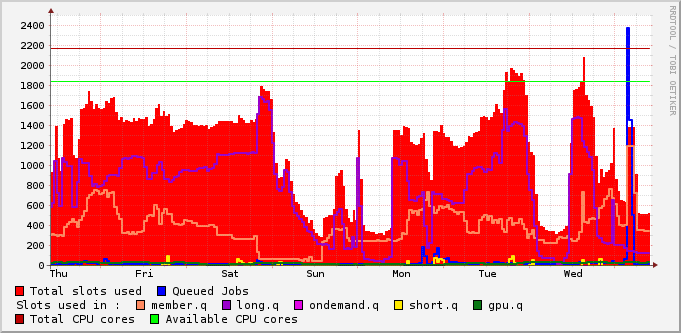 RRDTOOL / TOBI OETIKER
2400
2200
2000
1800
1600
1400
1200
1000
800
600
400
200
0
Thu Fri Sat Sun Mon Tue Wed
Total slots used Queued Jobs
Slots used in : member.q long.q ondemand.q short.q gpu.q
Total CPU cores Available CPU cores